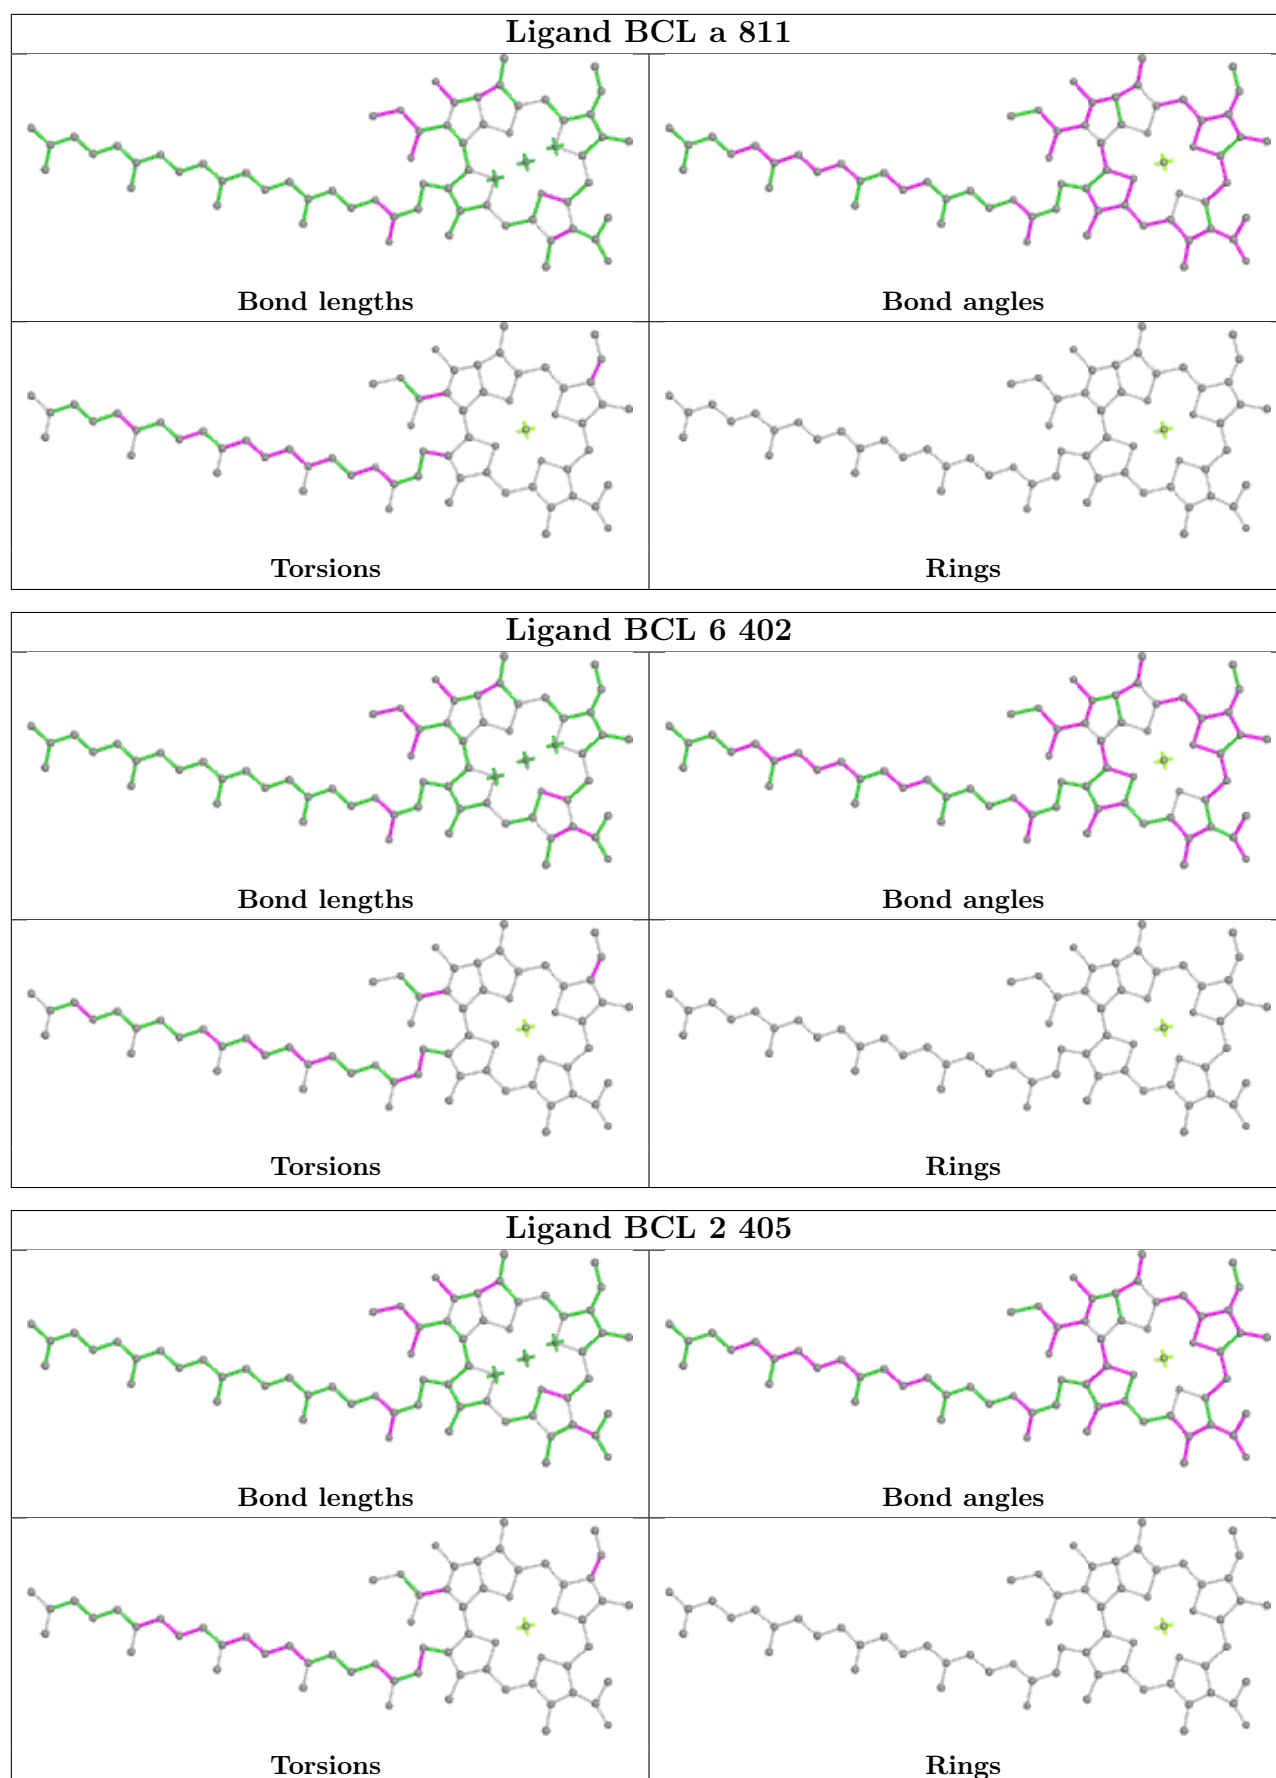 Ligand BCL a 811
Bond lengths
Bond angles
Torsions
Rings
Ligand BCL 6 402
Bond lengths
Bond angles
Torsions
Rings
Ligand BCL 2 405
Bond lengths
Bond angles
Torsions
Rings